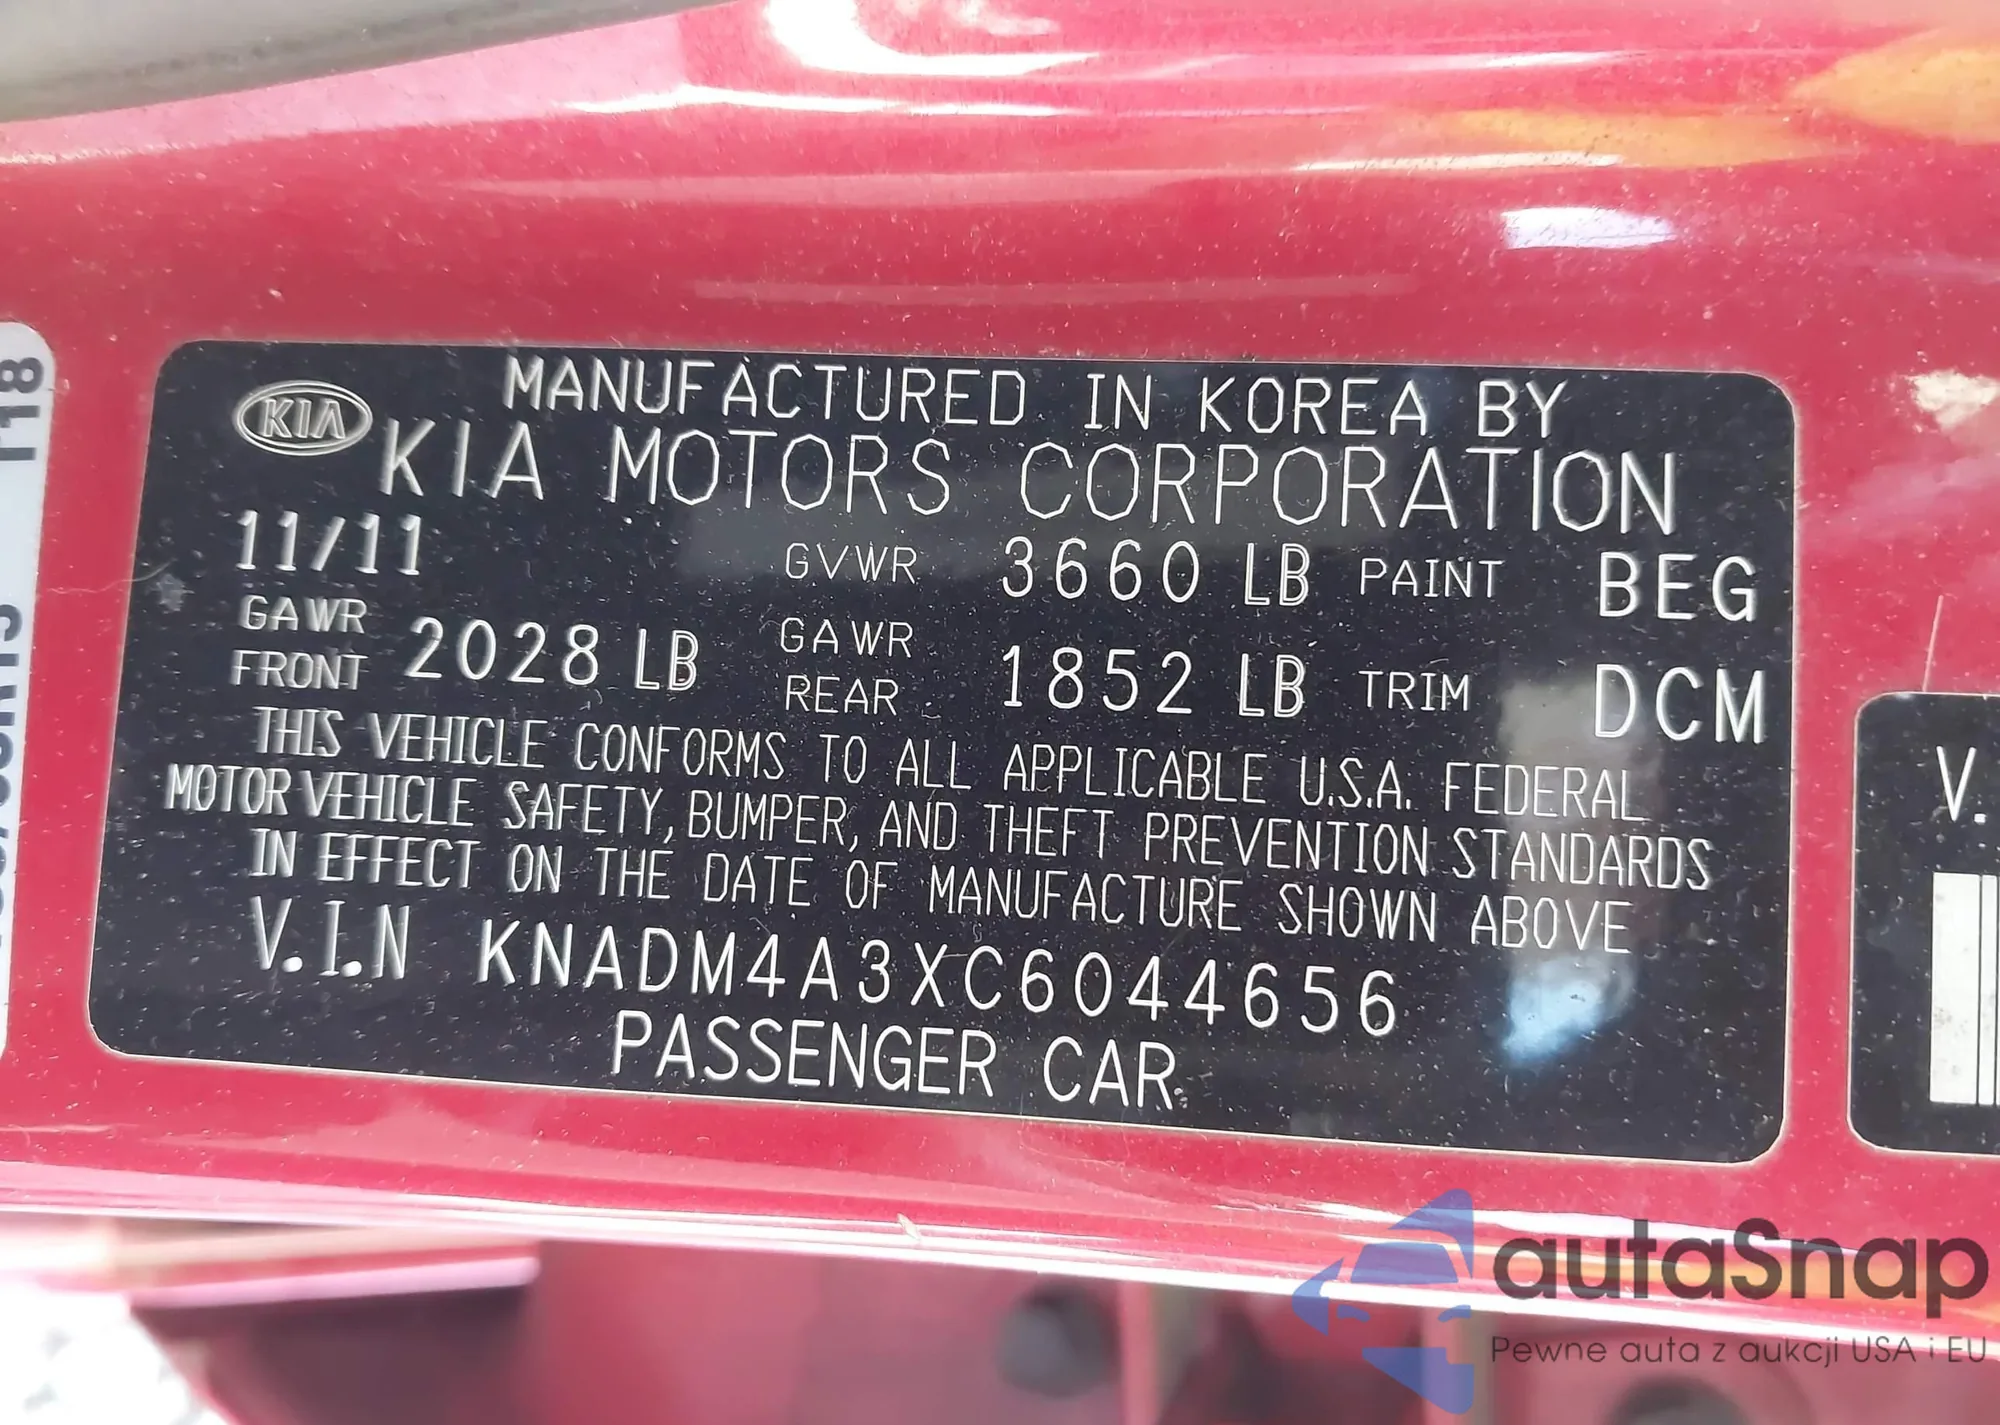 KIA
MANUFACTURED IN KOREA BY
KIA MOTORS CORPORATION
11/11 GVWR 3660 LB PAINT BEG
GAWR FRONT 2028 LB GAWR REAR 1852 LB TRIM DCM
THIS VEHICLE CONFORMS TO ALL APPLICABLE U.S.A. FEDERAL
MOTOR VEHICLE SAFETY, BUMPER, AND THEFT PREVENTION STANDARDS
IN EFFECT ON THE DATE OF MANUFACTURE SHOWN ABOVE
V.I.N KNADM4A3XC6044656
PASSENGER CAR
V.
autaSnap
Pewne auta z aukcji USA i EU